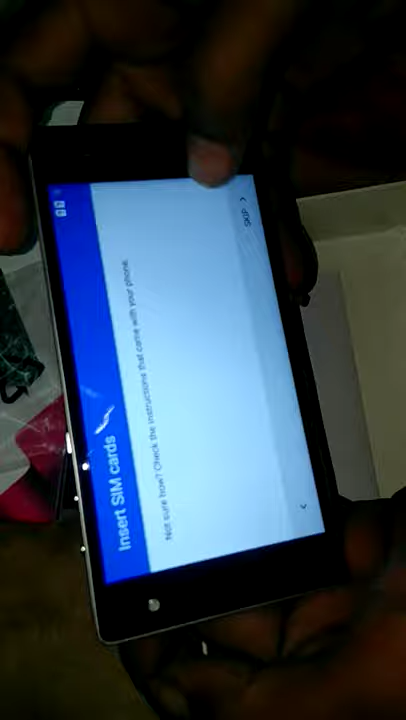 Insert SIM cards
Not sure how? Check the instructions that came with your phone.
SKIP